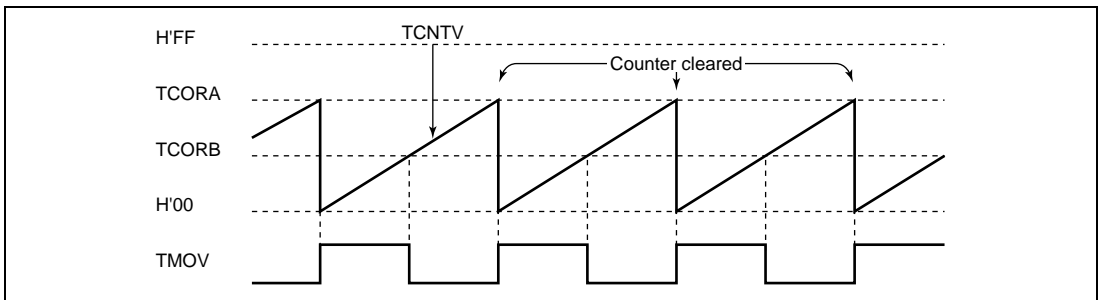 H'FF
TCNTV
Counter cleared
TCORA
TCORB
H'00
TMOV